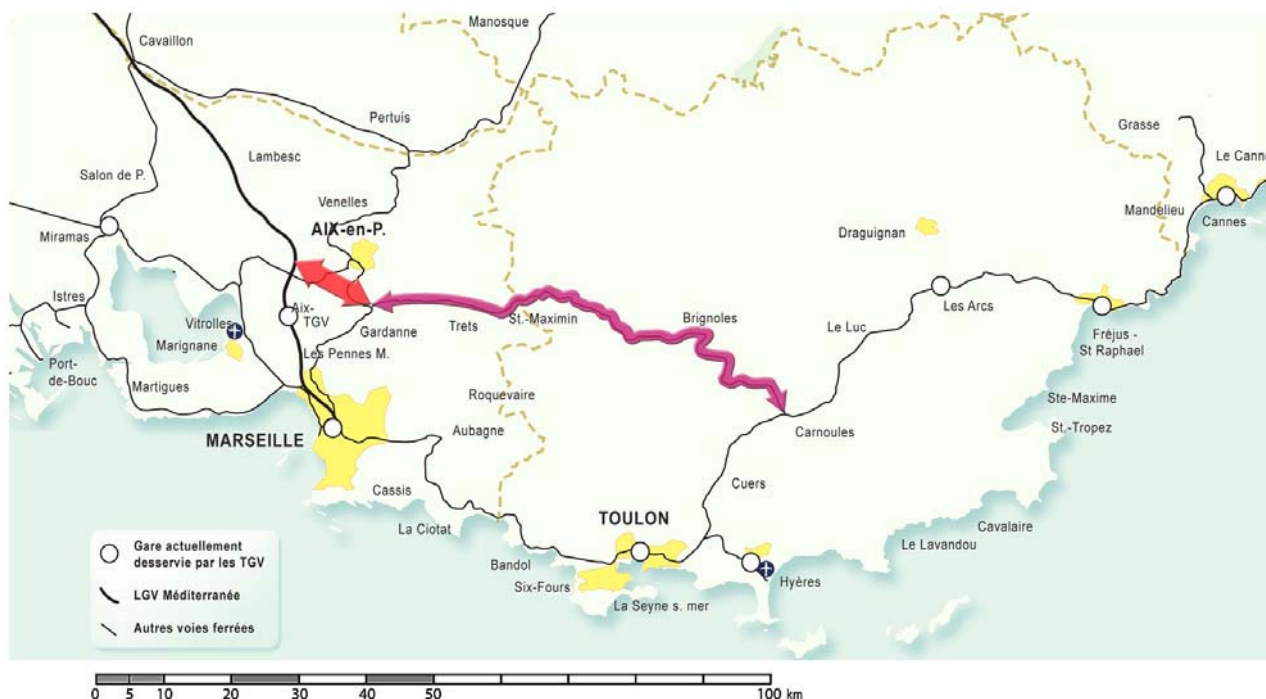 Manosque
Cavaillon
Pertuis
Grasse
Lambesc
Le Canne
Salon de P.
Venelles
Mandelieu
Cannes
AIX-en-P.
Draguignan
Miramas
Istres
Aix-
TGV
Les Arcs
Vitrolles
Gardanne
Trets
St.-Maximin
Brignoles
Le Luc
Fréjus -
St Raphael
Marignane
Les Pennes M.
Port-
de-Bouc
Martigues
Roquevaire
Ste-Maxime
St.-Tropez
MARSEILLE
Aubagne
Carnoules
Cassis
Cuers
La Ciotat
TOULON
Cavalaire
Le Lavandou
Bandol
Six-Fours
Hyères
La Seyne s. mer
Gare actuellement
desservie par les TGV
LGV Méditerranée
Autres voies ferrées
0 5 10 20 30 40 50 100 km